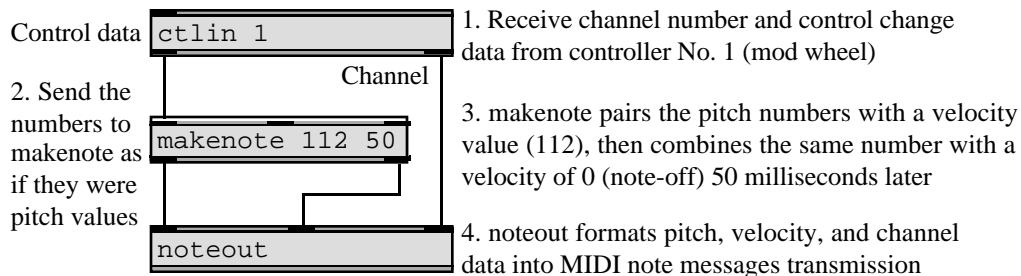 Control data
ctlin 1
1. Receive channel number and control change
data from controller No. 1 (mod wheel)
Channel
2. Send the
numbers to
makenote as
if they were
pitch values
makenote 112 50
3. makenote pairs the pitch numbers with a velocity
value (112), then combines the same number with a
velocity of 0 (note-off) 50 milliseconds later
noteout
4. noteout formats pitch, velocity, and channel
data into MIDI note messages transmission